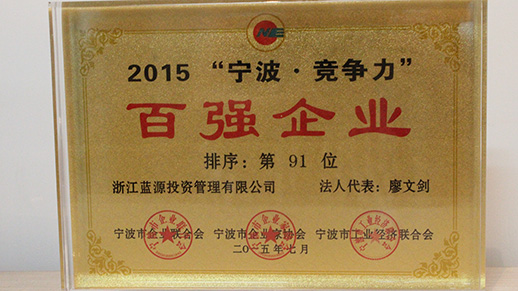 NE
2015 “宁波·竞争力”
百强企业
排序：第 91 位
浙江蓝源投资管理有限公司 法人代表：廖文剑
宁波市企业联合会 宁波市企业家协会 宁波市工业经济联合会
二〇一五年七月